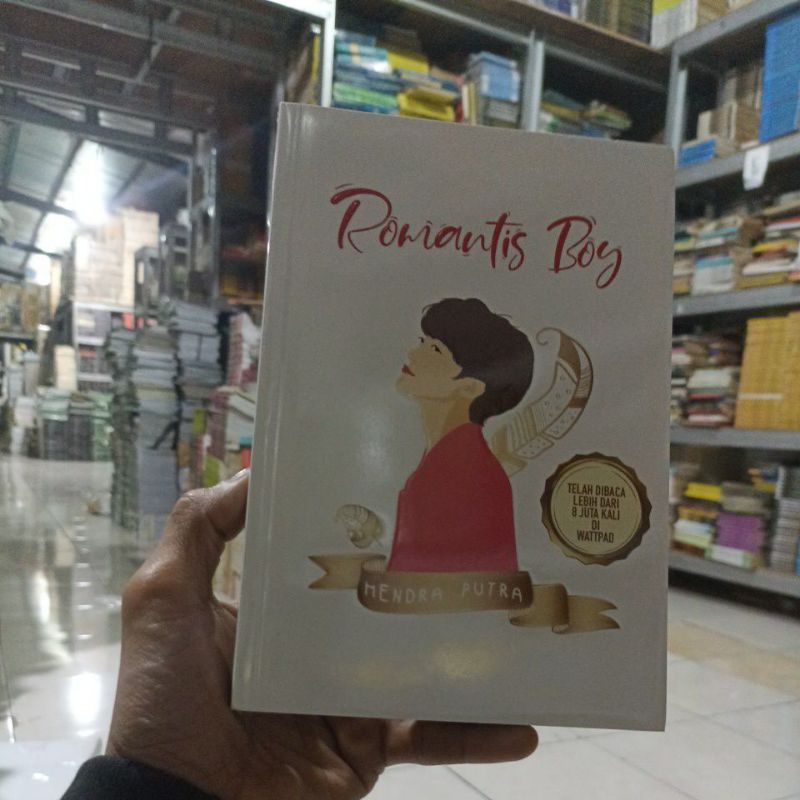 Romantis Boy
TELAH DIBACA
LEBIH DARI
8 JUTA KALI
DI
WATTPAD
HENDRA PUTRA